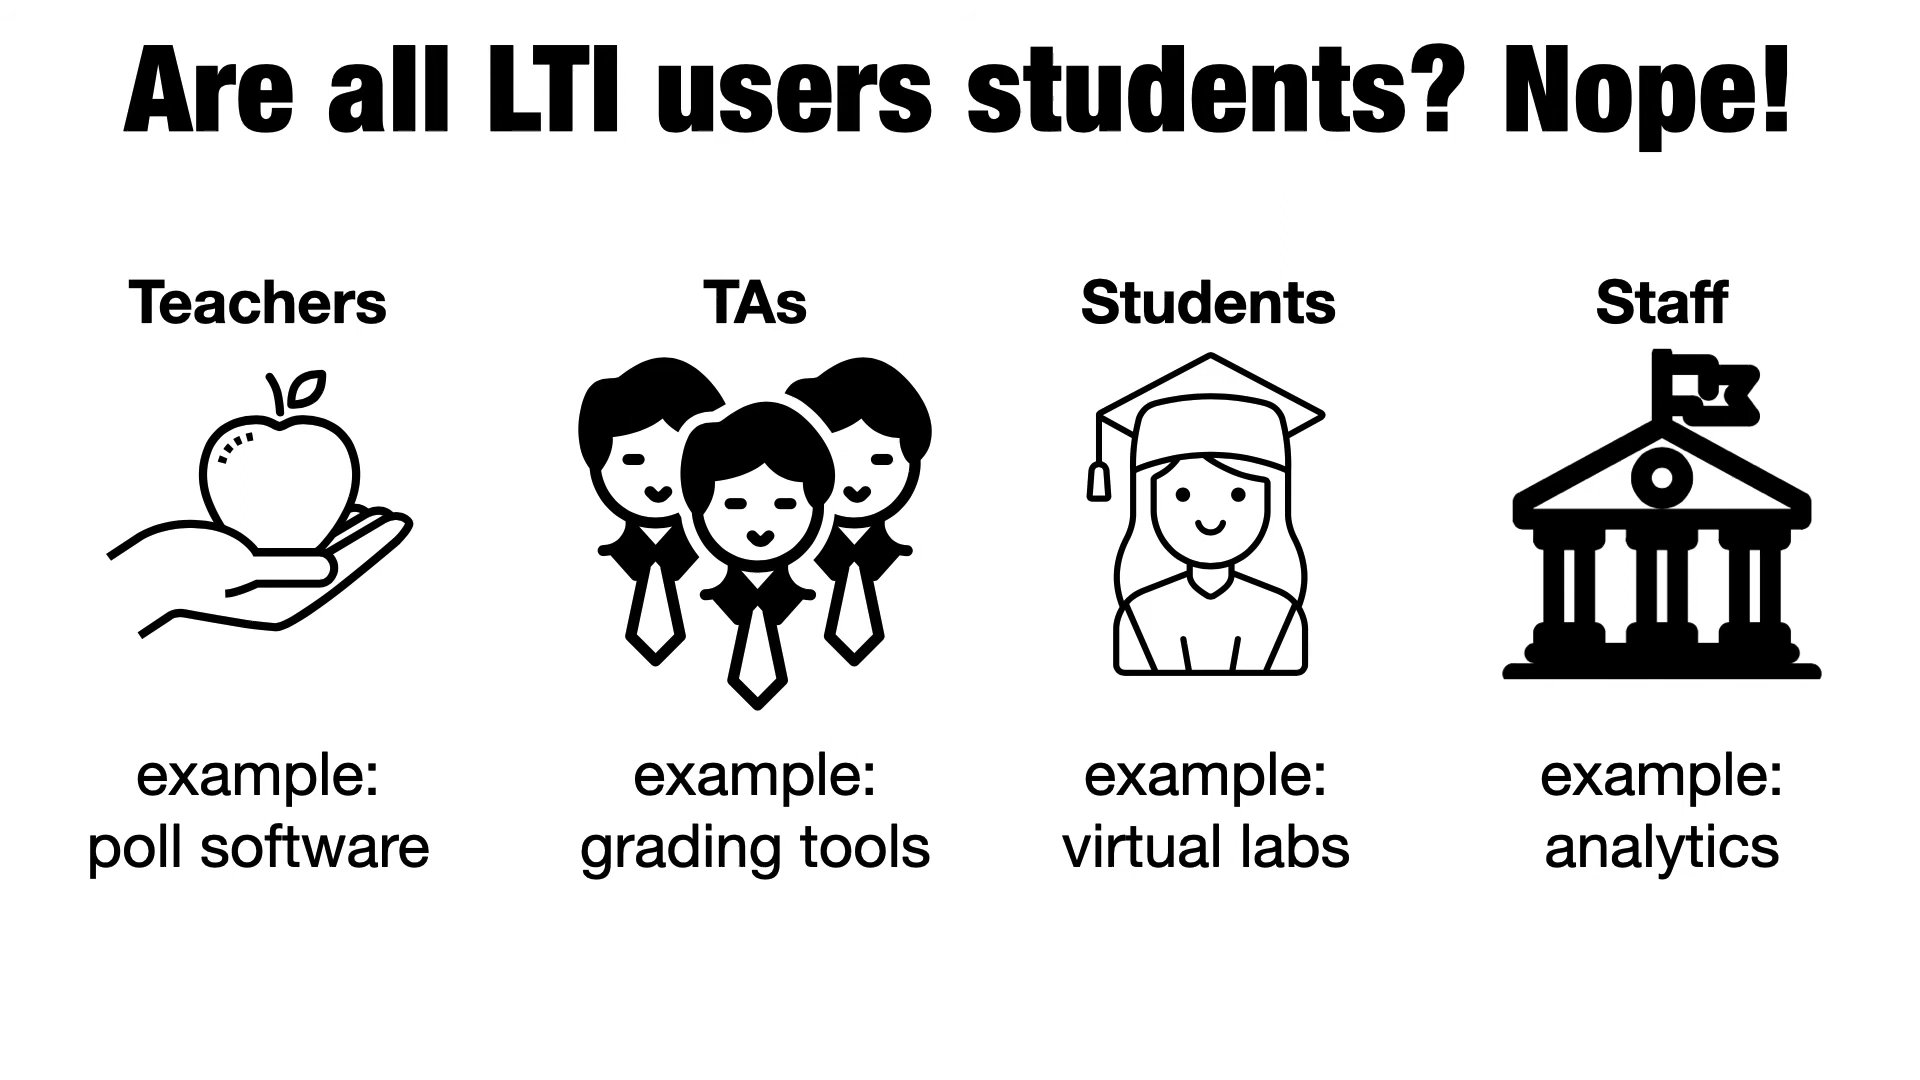 Are all LTI users students? Nope!
Teachers
TAs
Students
Staff
example:
poll software
example:
grading tools
example:
virtual labs
example:
analytics